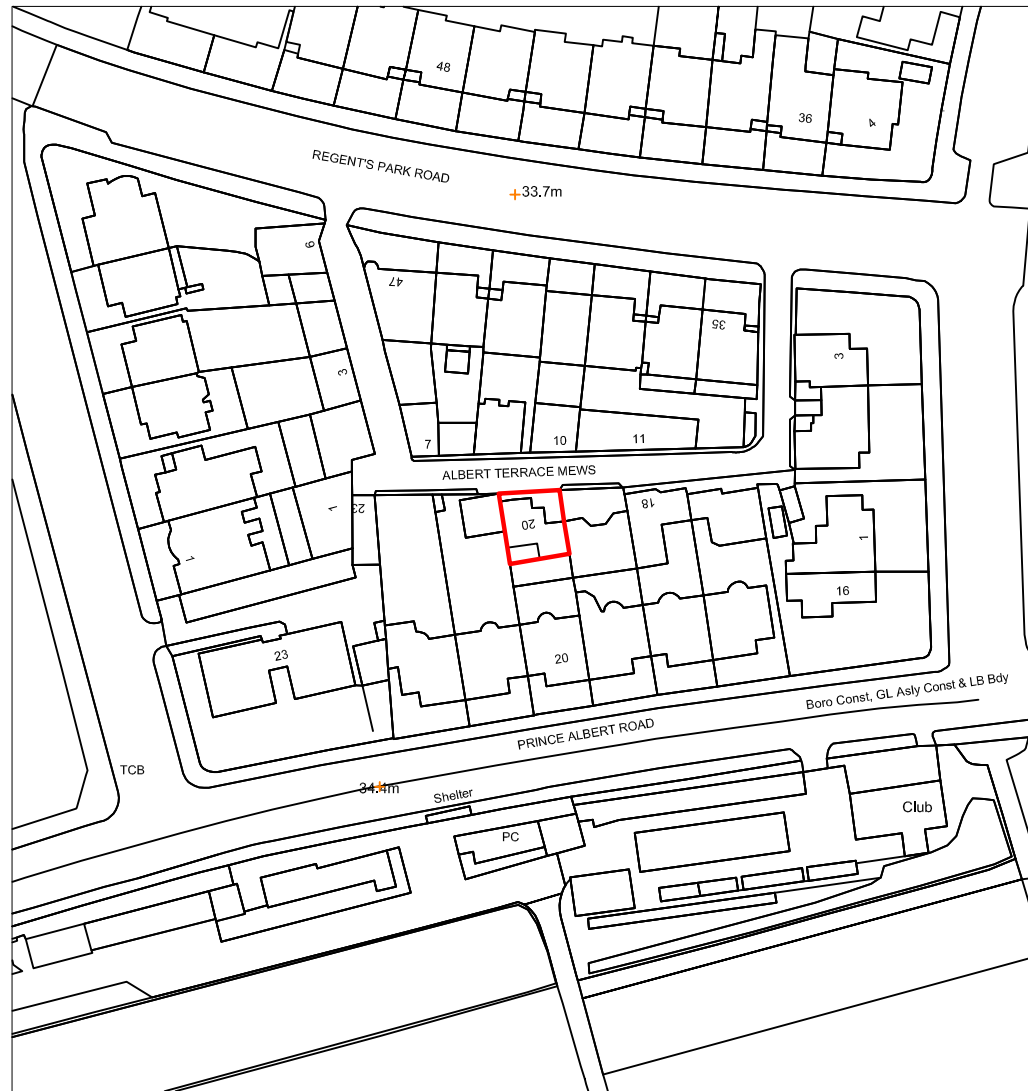 48
36
4
REGENT'S PARK ROAD
33.7m
6
47
35
3
3
7
10
11
ALBERT TERRACE MEWS
23
1
20
18
1
1
16
23
20
Boro Const, GL Asly Const & LB Bdy
PRINCE ALBERT ROAD
TCB
34.4m
Shelter
Club
PC